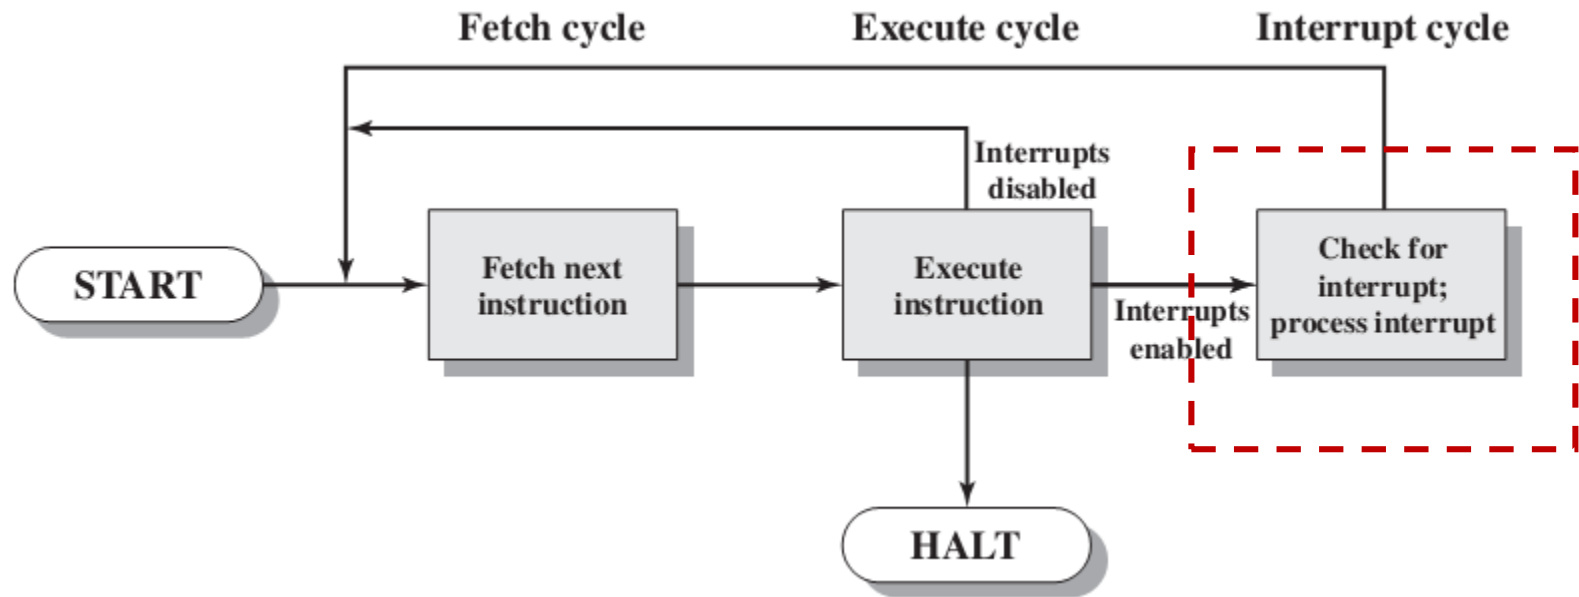 Fetch cycle
Execute cycle
Interrupt cycle
Interrupts
disabled
START
Fetch next
instruction
Execute
instruction
Interrupts
enabled
Check for
interrupt;
process interrupt
HALT